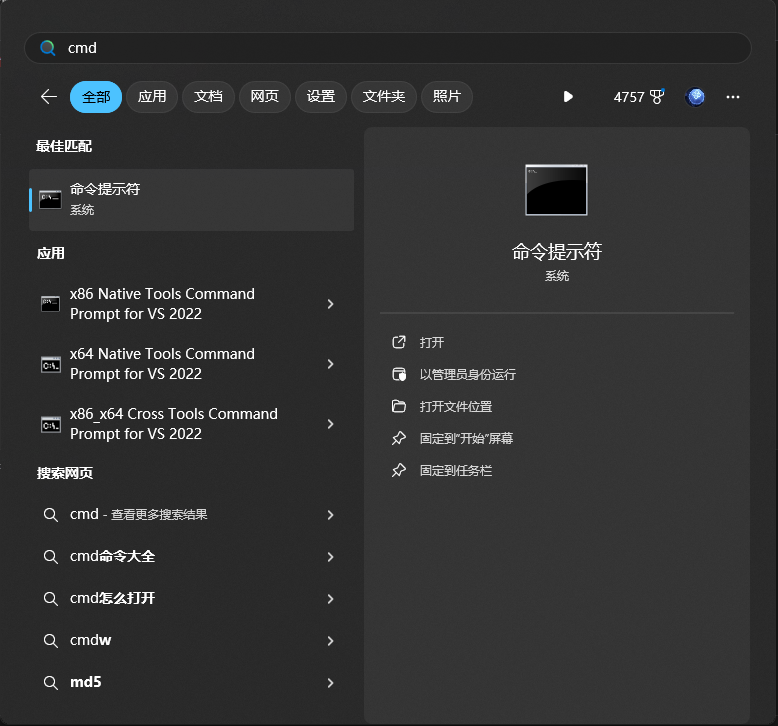 cmd
全部
应用
文档
网页
设置
文件夹
照片
4757
最佳匹配
命令提示符
系统
应用
x86 Native Tools Command
Prompt for VS 2022
x64 Native Tools Command
Prompt for VS 2022
x86_x64 Cross Tools Command
Prompt for VS 2022
搜索网页
cmd - 查看更多搜索结果
cmd命令大全
cmd怎么打开
cmdw
md5
命令提示符
系统
打开
以管理员身份运行
打开文件位置
固定到"开始"屏幕
固定到任务栏